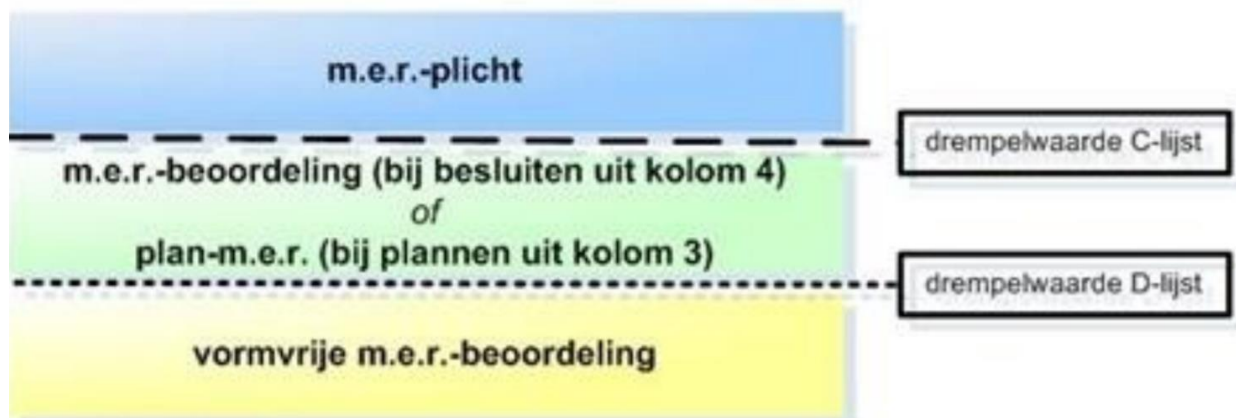 m.e.r.-plicht
drempelwaarde C-lijst
m.e.r.-beoordeling (bij besluiten uit kolom 4)
of
plan-m.e.r. (bij plannen uit kolom 3)
drempelwaarde D-lijst
vormvrije m.e.r.-beoordeling